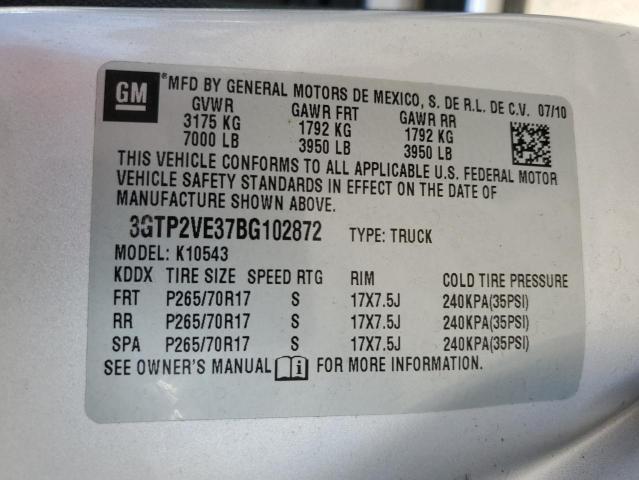 GM
®MFD BY GENERAL MOTORS DE MEXICO, S. DE R.L. DE C.V. 07/10
GVWR GAWR FRT GAWR RR
3175 KG 1792 KG 1792 KG
7000 LB 3950 LB 3950 LB
THIS VEHICLE CONFORMS TO ALL APPLICABLE U.S. FEDERAL MOTOR
VEHICLE SAFETY STANDARDS IN EFFECT ON THE DATE OF
MANUFACTURE SHOWN ABOVE.
3GTP2VE37BG102872 TYPE: TRUCK
MODEL: K10543
KDDX TIRE SIZE SPEED RTG RIM COLD TIRE PRESSURE
FRT P265/70R17 S 17X7.5J 240KPA(35PSI)
RR P265/70R17 S 17X7.5J 240KPA(35PSI)
SPA P265/70R17 S 17X7.5J 240KPA(35PSI)
SEE OWNER'S MANUAL i FOR MORE INFORMATION.